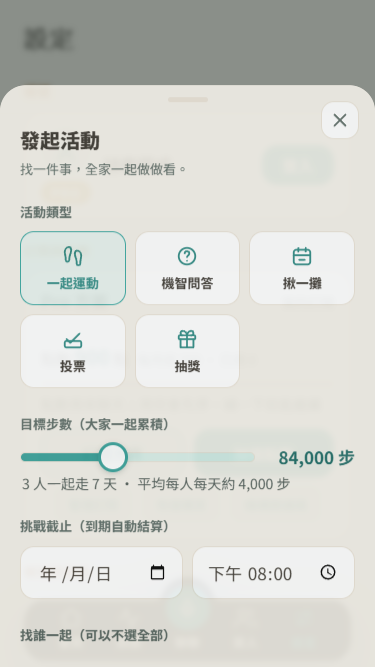 設定
發起活動
找一件事，全家一起做做看。
活動類型
一起運動
機智問答
揪一攤
投票
抽獎
目標步數（大家一起累積）
84,000 步
3 人一起走 7 天 · 平均每人每天約 4,000 步
挑戰截止（到期自動結算）
年 /月/日
下午 08:00
找誰一起（可以不選全部）